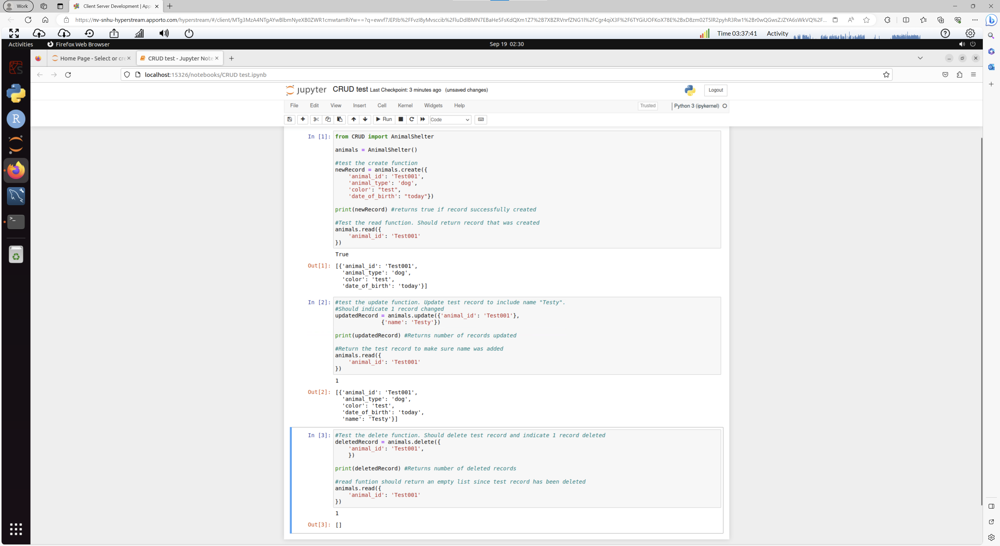 Work
Client Server Development | App
https://nv-snhu-hyperstream.apporto.com/hyperstream/#/client/
Time 03:37:41
Activity
Activities
Firefox Web Browser
Sep 19 02:30
Home Page - Select or cre
CRUD test - Jupyter Note
localhost:15326/notebooks/CRUD test.ipynb
jupyter CRUD test Last Checkpoint: 3 minutes ago (unsaved changes)
Logout
File Edit View Insert Cell Kernel Widgets Help
Trusted
Python 3 (ipykernel)
Run
Code
In [1]: from CRUD import AnimalShelter
animals = AnimalShelter()
#test the create function
newRecord = animals.create({
'animal_id': 'Test001',
'animal_type': 'dog',
'color': "test",
'date_of_birth': "today"})
print(newRecord) #returns true if record successfully created
#Test the read function. Should return record that was created
animals.read({
'animal_id': 'Test001'
})
True
Out[1]: [{'animal_id': 'Test001',
'animal_type': 'dog',
'color': 'test',
'date_of_birth': 'today'}]
In [2]: #test the update function. Update test record to include name "Testy".
#Should indicate 1 record changed
updatedRecord = animals.update({'animal_id': 'Test001'},
{'name': 'Testy'})
print(updatedRecord) #Returns number of records updated
#Return the test record to make sure name was added
animals.read({
'animal_id': 'Test001'
})
1
Out[2]: [{'animal_id': 'Test001',
'animal_type': 'dog',
'color': 'test',
'date_of_birth': 'today',
'name': 'Testy'}]
In [3]: #Test the delete function. Should delete test record and indicate 1 record deleted
deletedRecord = animals.delete({
'animal_id': 'Test001',
})
print(deletedRecord) #Returns number of deleted records
#read funtion should return an empty list since test record has been deleted
animals.read({
'animal_id': 'Test001'
})
1
Out[3]: []